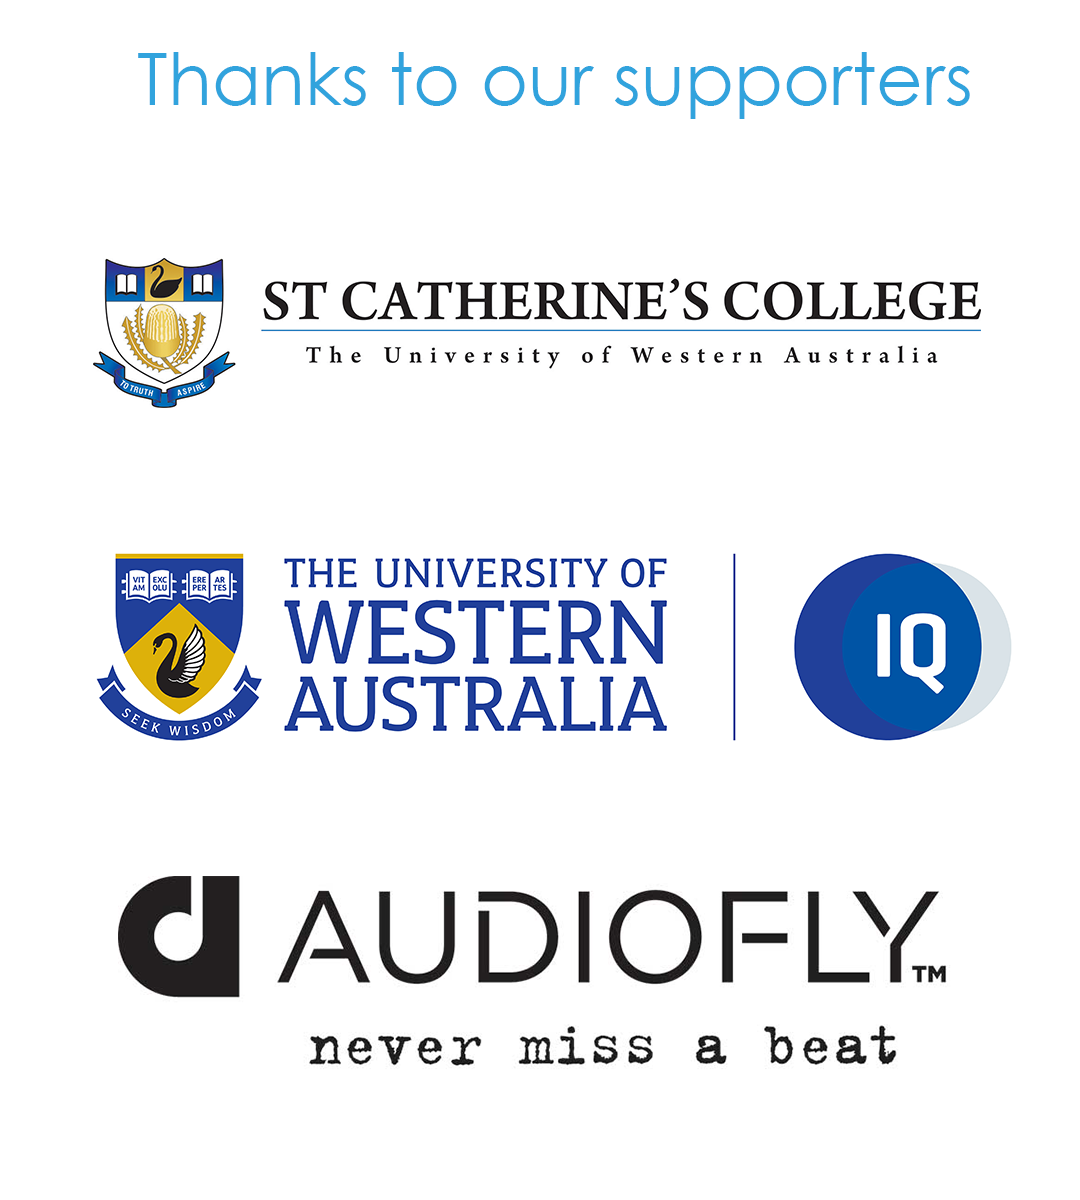 Thanks to our supporters
ST CATHERINE'S COLLEGE
The University of Western Australia
TO TRUTH ASPIRE
THE UNIVERSITY OF
WESTERN
AUSTRALIA
VIT EXC ERE AR
AM OLU PER TES
SEEK WISDOM
IQ
AUDIOFLY™
never miss a beat